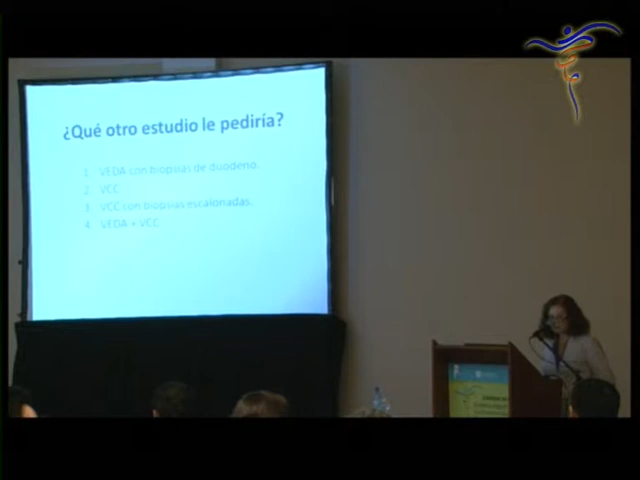 ¿Qué otro estudio le pediría?
1. VEDA con biopsias de duodeno.
2. VCC
3. VCC con biopsias escalonadas.
4. VEDA + VCC